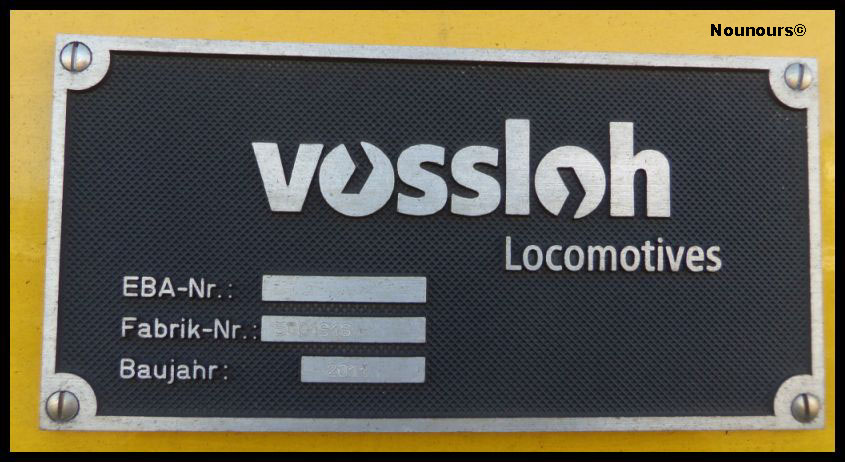 Nounours©
vossloh
Locomotives
EBA-Nr.:
Fabrik-Nr.:
Baujahr: